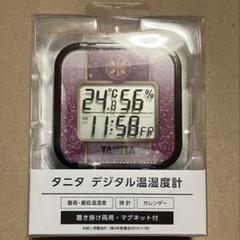 24.8℃ 56%
11:58 FR
TANITA
タニタ デジタル温湿度計
最高・最低温湿度 時計 カレンダー
置き掛け両用・マグネット付